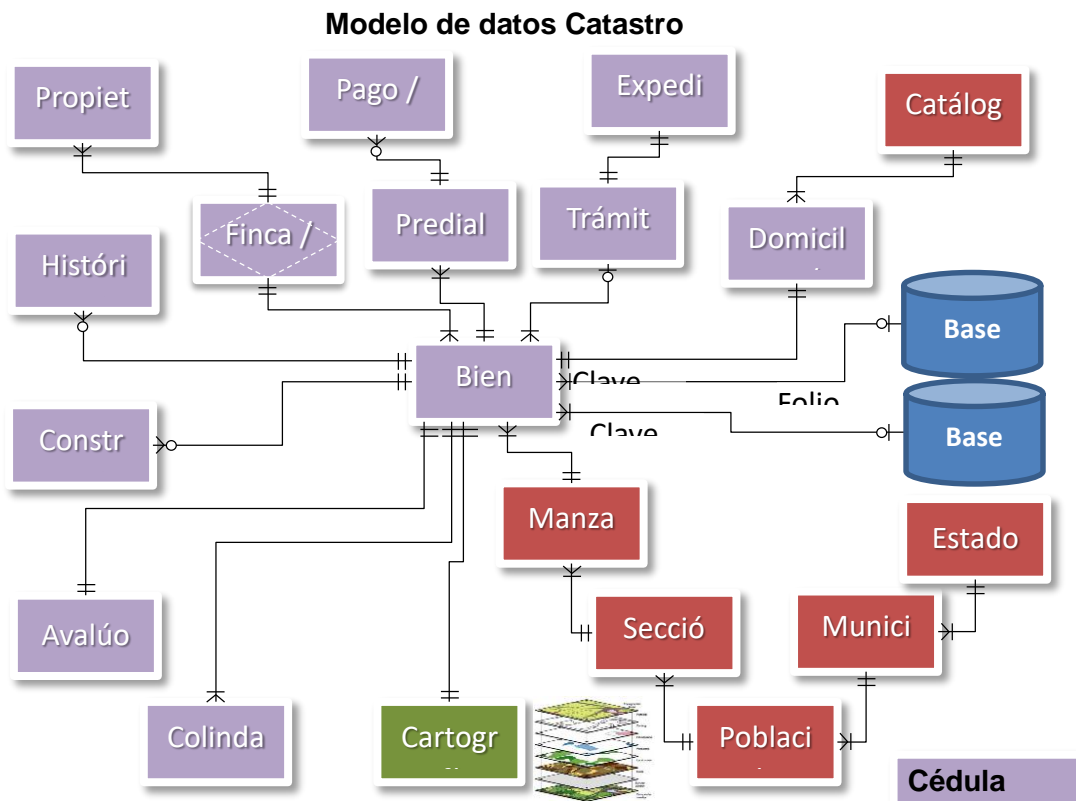 Modelo de datos Catastro
Propiet
Pago /
Expedi
Catálog
Históri
Finca /
Predial
Trámit
Domicil
Base
Bien
Clave
Folio
Constr
Clave
Base
Manza
Estado
Avalúo
Secció
Munici
Colinda
Cartogr
Poblaci
Cédula